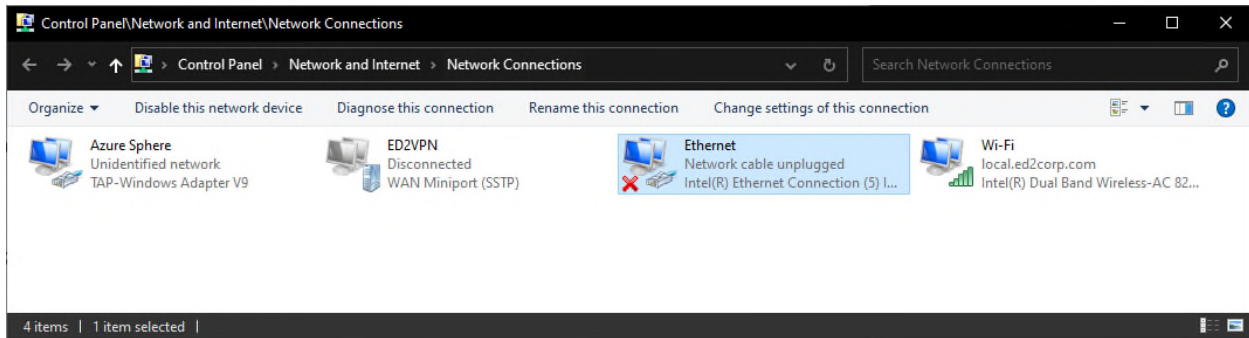 Control Panel\Network and Internet\Network Connections
Control Panel > Network and Internet > Network Connections
Search Network Connections
Organize Disable this network device Diagnose this connection Rename this connection Change settings of this connection
Azure Sphere
Unidentified network
TAP-Windows Adapter V9
ED2VPN
Disconnected
WAN Miniport (SSTP)
Ethernet
Network cable unplugged
Intel(R) Ethernet Connection (5) I...
Wi-Fi
local.ed2corp.com
Intel(R) Dual Band Wireless-AC 82...
4 items | 1 item selected |